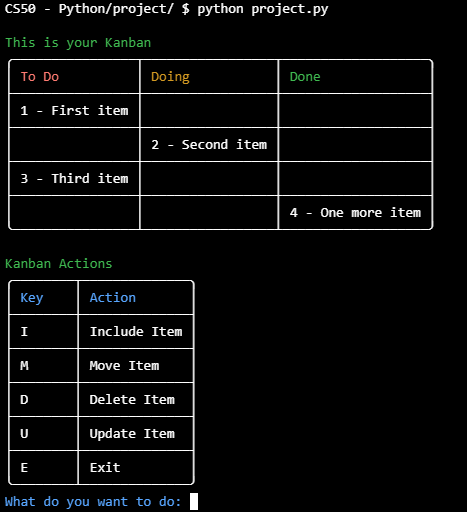 CS50 - Python/project/ $ python project.py
This is your Kanban
To Do Doing Done
1 - First item
2 - Second item
3 - Third item
4 - One more item
Kanban Actions
Key Action
I Include Item
M Move Item
D Delete Item
U Update Item
E Exit
What do you want to do: